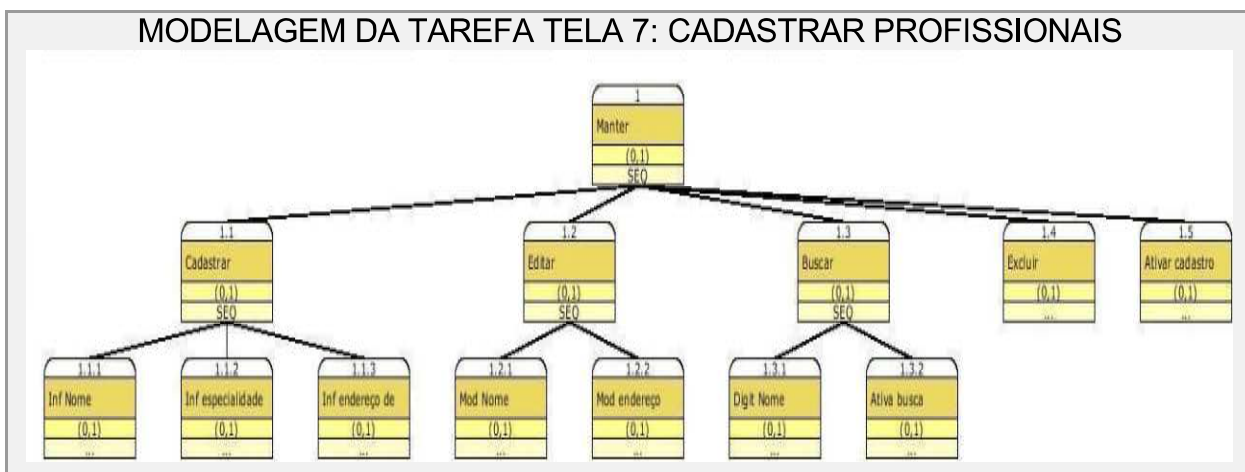 MODELAGEM DA TAREFA TELA 7: CADASTRAR PROFISSIONAIS
1
Manter
(0,1)
SEQ
1.1
Cadastrar
(0,1)
SEQ
1.2
Editar
(0,1)
SEQ
1.3
Buscar
(0,1)
SEQ
1.4
Excluir
(0,1)
...
1.5
Ativar cadastro
(0,1)
...
1.1.1
Inf Nome
(0,1)
...
1.1.2
Inf especialidade
(0,1)
...
1.1.3
Inf endereço de
(0,1)
...
1.2.1
Mod Nome
(0,1)
...
1.2.2
Mod endereço
(0,1)
...
1.3.1
Digit Nome
(0,1)
...
1.3.2
Ativa busca
(0,1)
...